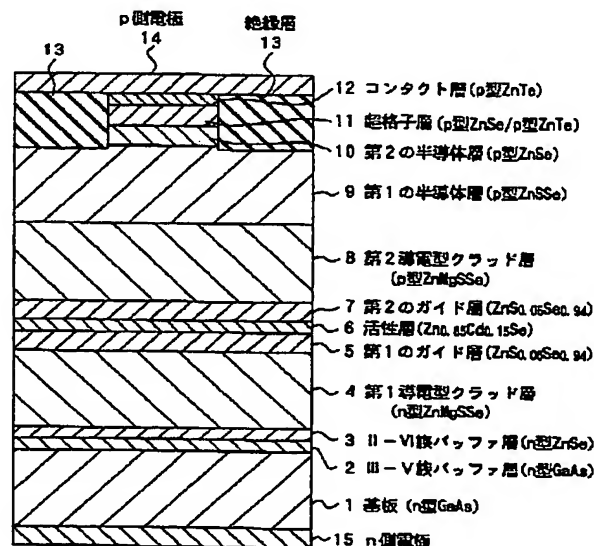 p側電極
14
絶縁層
13
13
12 コンタクト層(p型ZnTe)
11 超格子層(p型ZnSe/p型ZnTe)
10 第2の半導体層(p型ZnSe)
9 第1の半導体層(p型ZnSSe)
8 第2導電型クラッド層
(p型ZnMgSSe)
7 第2のガイド層(ZnS0.06Se0.94)
6 活性層(Zn0.85Cd0.15Se)
5 第1のガイド層(ZnS0.06Se0.94)
4 第1導電型クラッド層
(n型ZnMgSSe)
3 II-VI族バッファ層(n型ZnSe)
2 III-V族バッファ層(n型GaAs)
1 基板(n型GaAs)
15 n側電極